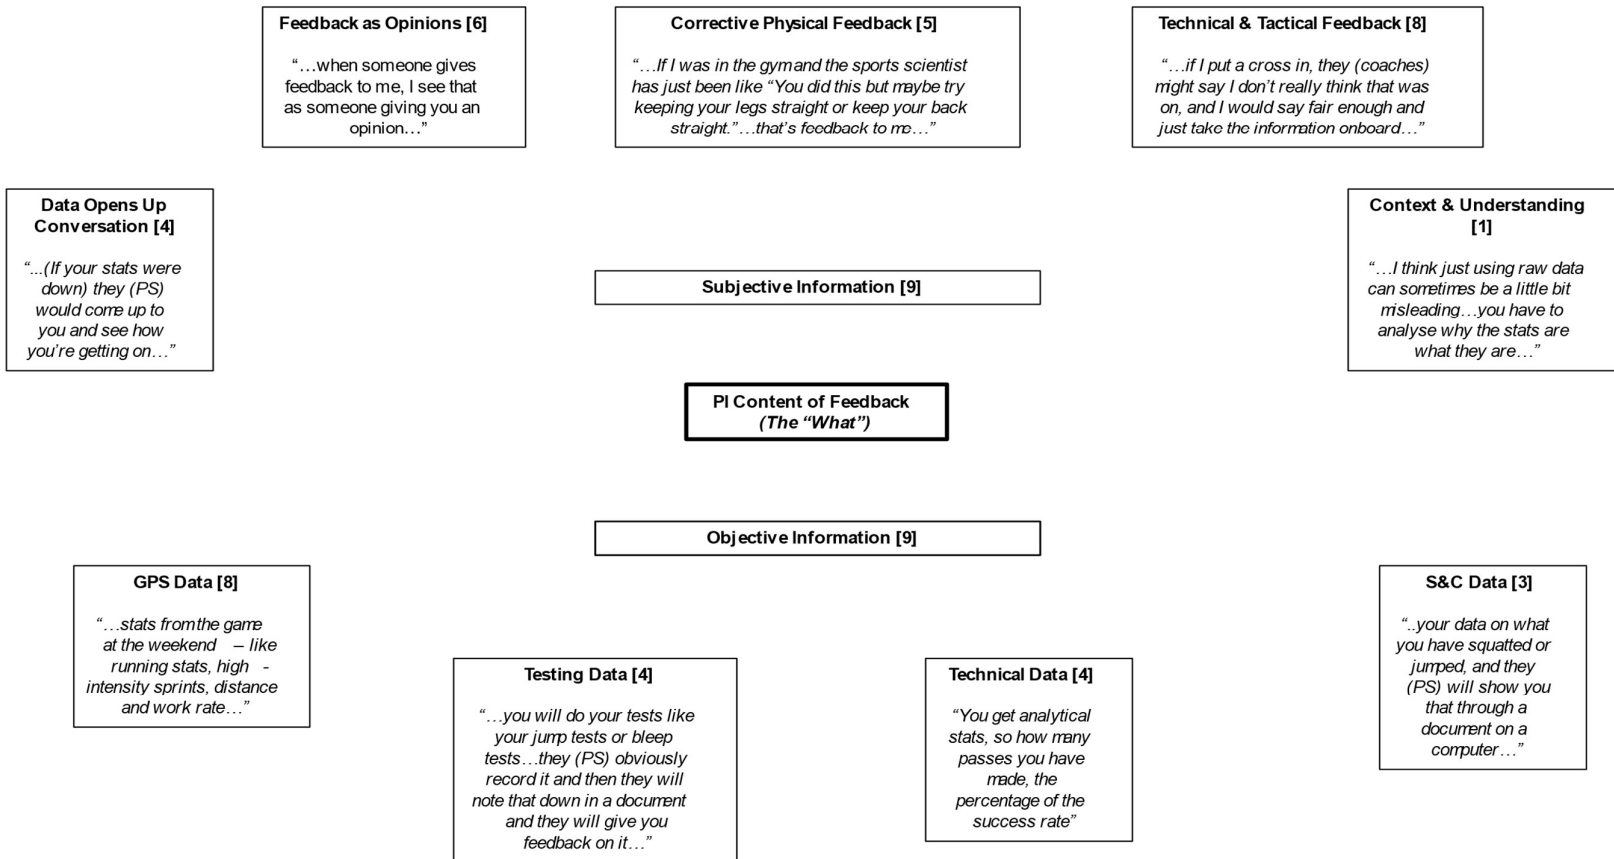 Feedback as Opinions [6]
“…when someone gives
feedback to me, I see that
as someone giving you an
opinion…”
Corrective Physical Feedback [5]
“…If I was in the gym and the sports scientist
has just been like “You did this but maybe try
keeping your legs straight or keep your back
straight.”…that’s feedback to me…”
Technical & Tactical Feedback [8]
“…if I put a cross in, they (coaches)
might say I don’t really think that was
on, and I would say fair enough and
just take the information onboard…”
Data Opens Up
Conversation [4]
“...(If your stats were
down) they (PS)
would come up to
you and see how
you’re getting on…”
Context & Understanding
[1]
“…I think just using raw data
can sometimes be a little bit
misleading…you have to
analyse why the stats are
what they are…”
Subjective Information [9]
PI Content of Feedback
(The “What”)
Objective Information [9]
GPS Data [8]
“…stats from the game
at the weekend – like
running stats, high -
intensity sprints, distance
and work rate…”
Testing Data [4]
“…you will do your tests like
your jump tests or bleep
tests…they (PS) obviously
record it and then they will
note that down in a document
and they will give you
feedback on it…”
Technical Data [4]
“You get analytical
stats, so how many
passes you have
made, the
percentage of the
success rate”
S&C Data [3]
“..your data on what
you have squatted or
jumped, and they
(PS) will show you
that through a
document on a
computer…”